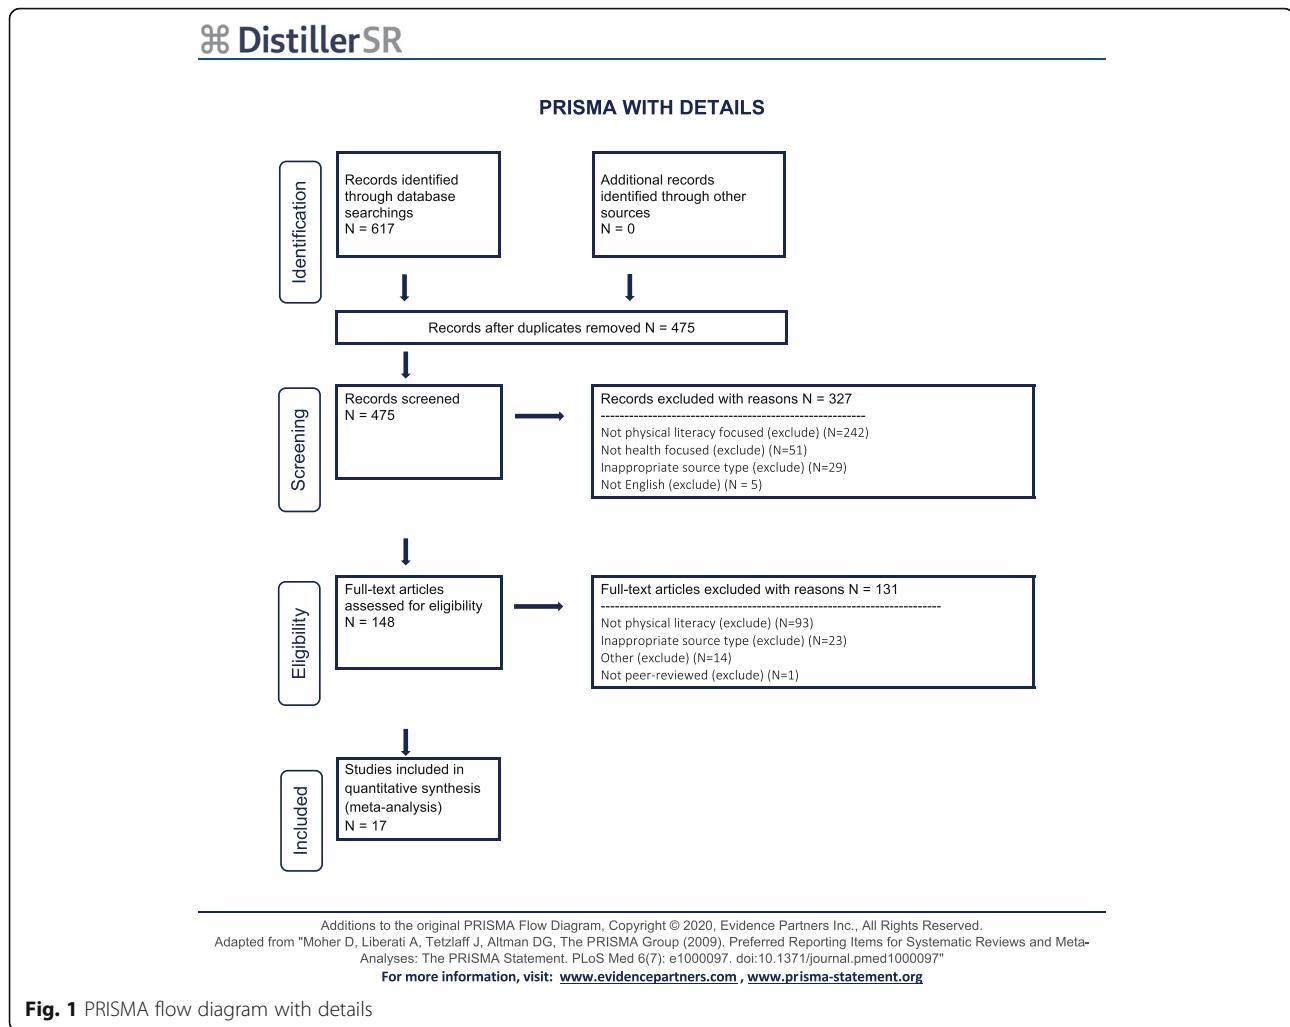 ⌘ DistillerSR
PRISMA WITH DETAILS
Identification
Records identified
through database
searchings
N = 617
Additional records
identified through other
sources
N = 0
Records after duplicates removed N = 475
Screening
Records screened
N = 475
Records excluded with reasons N = 327
--------------------------------------------------------
Not physical literacy focused (exclude) (N=242)
Not health focused (exclude) (N=51)
Inappropriate source type (exclude) (N=29)
Not English (exclude) (N = 5)
Eligibility
Full-text articles
assessed for eligibility
N = 148
Full-text articles excluded with reasons N = 131
------------------------------------------------------------------------
Not physical literacy (exclude) (N=93)
Inappropriate source type (exclude) (N=23)
Other (exclude) (N=14)
Not peer-reviewed (exclude) (N=1)
Included
Studies included in
quantitative synthesis
(meta-analysis)
N = 17
Additions to the original PRISMA Flow Diagram, Copyright © 2020, Evidence Partners Inc., All Rights Reserved.
Adapted from "Moher D, Liberati A, Tetzlaff J, Altman DG, The PRISMA Group (2009). Preferred Reporting Items for Systematic Reviews and Meta-
Analyses: The PRISMA Statement. PLoS Med 6(7): e1000097. doi:10.1371/journal.pmed1000097"
For more information, visit: www.evidencepartners.com , www.prisma-statement.org
Fig. 1 PRISMA flow diagram with details